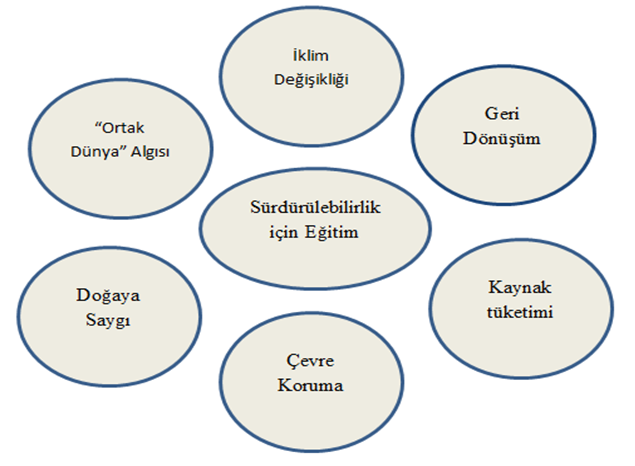 İklim
Değişikliği
Geri
Dönüşüm
“Ortak
Dünya” Algısı
Sürdürülebilirlik
için Eğitim
Kaynak
tüketimi
Doğaya
Saygı
Çevre
Koruma